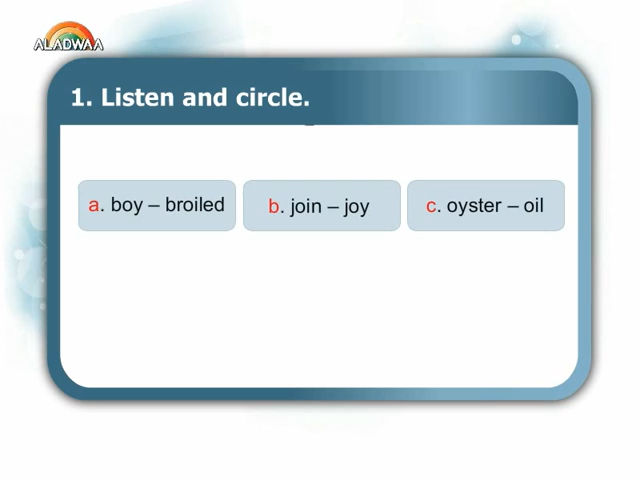 ALADWAA
1. Listen and circle.
a. boy – broiled
b. join – joy
c. oyster – oil